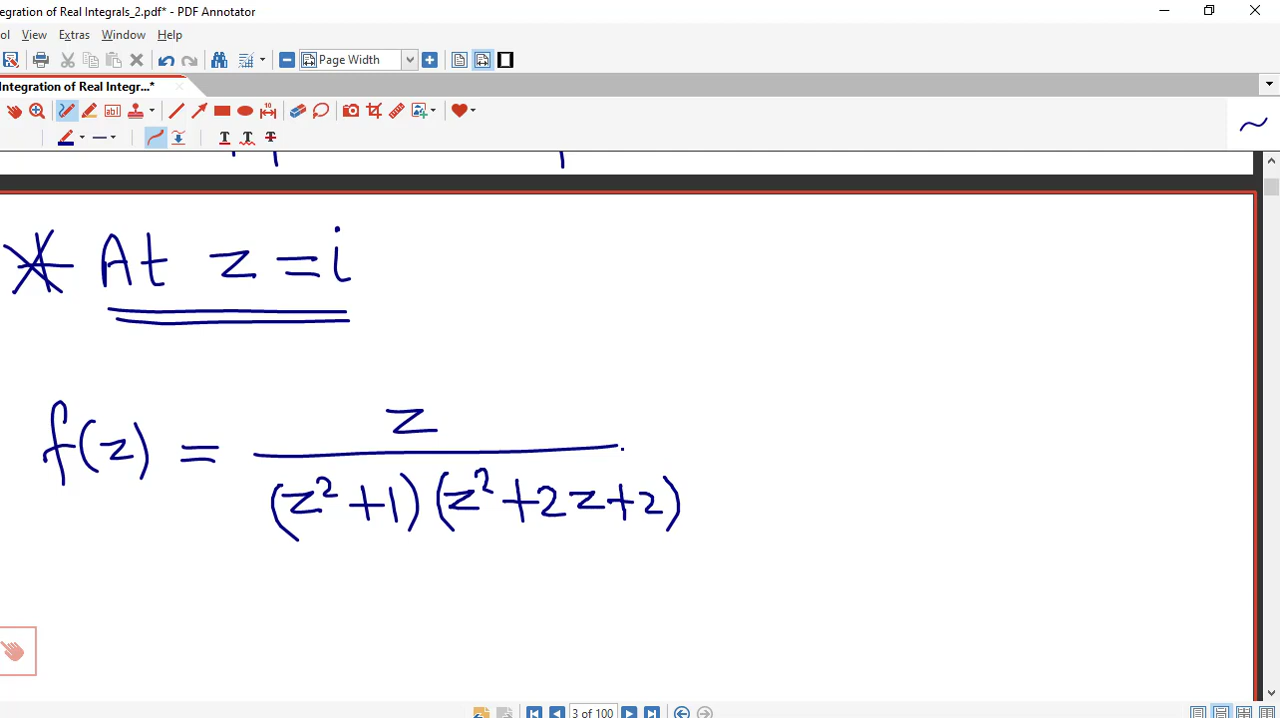 egration of Real Integrals_2.pdf* - PDF Annotator
ol View Extras Window Help
Page Width
ntegration of Real Integr...*
* At z = i
f(z) = z / (z² + 1)(z² + 2z + 2)
3 of 100